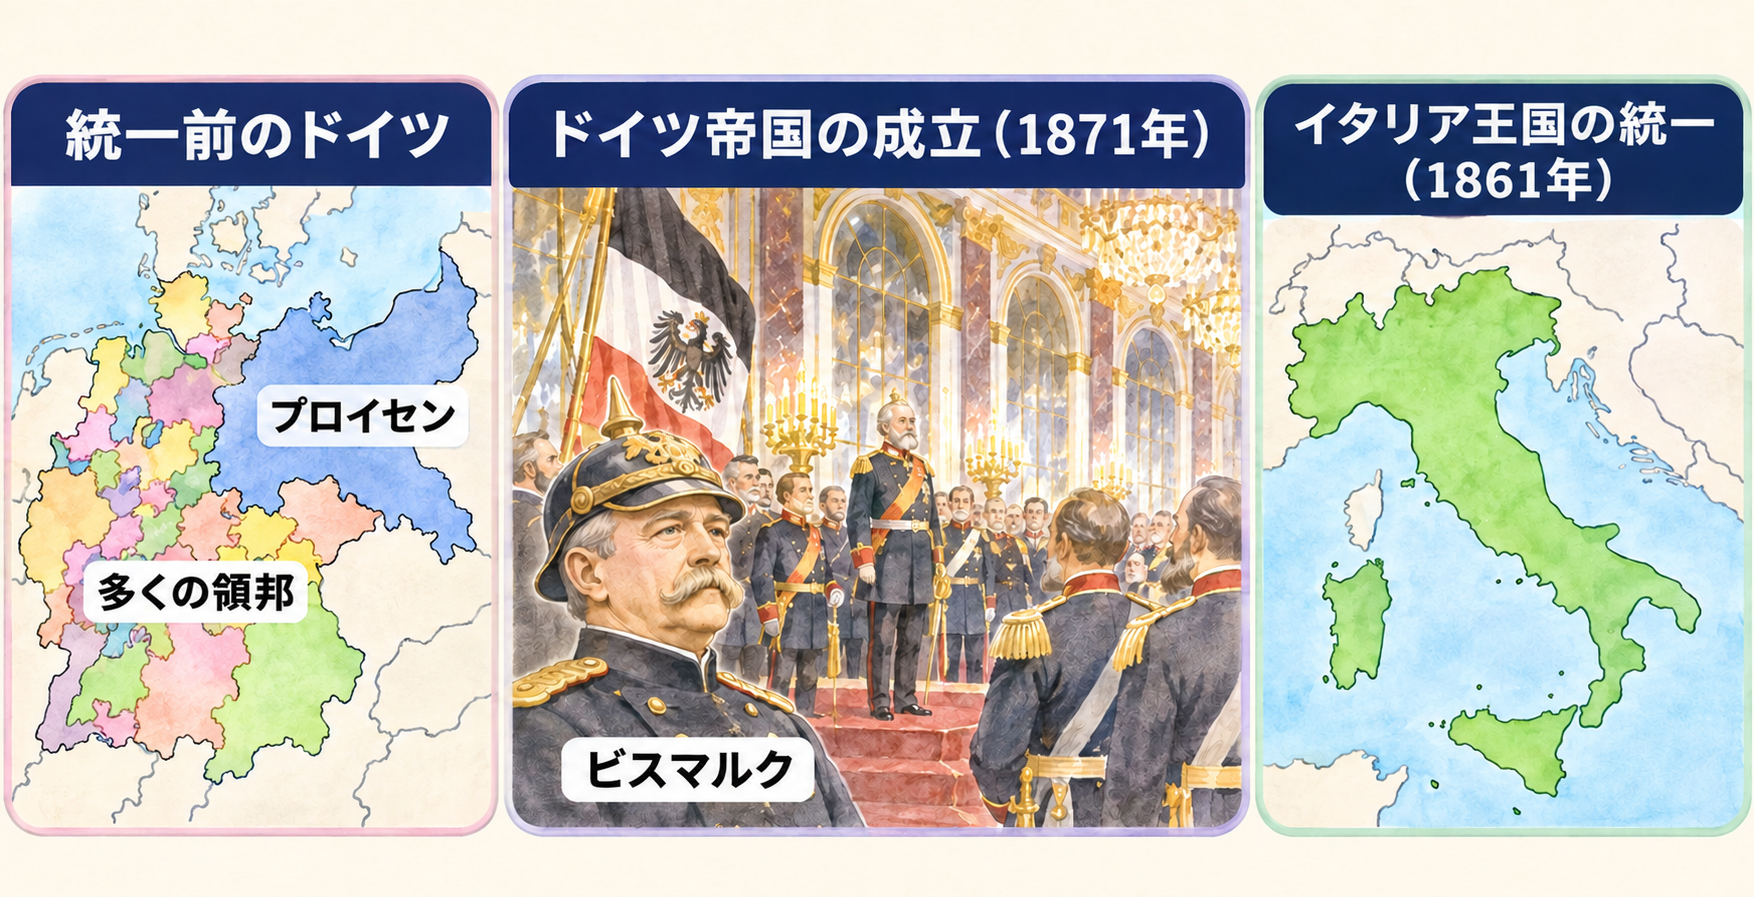 統一前のドイツ
プロイセン
多くの領邦
ドイツ帝国の成立(1871年)
ビスマルク
イタリア王国の統一
(1861年)